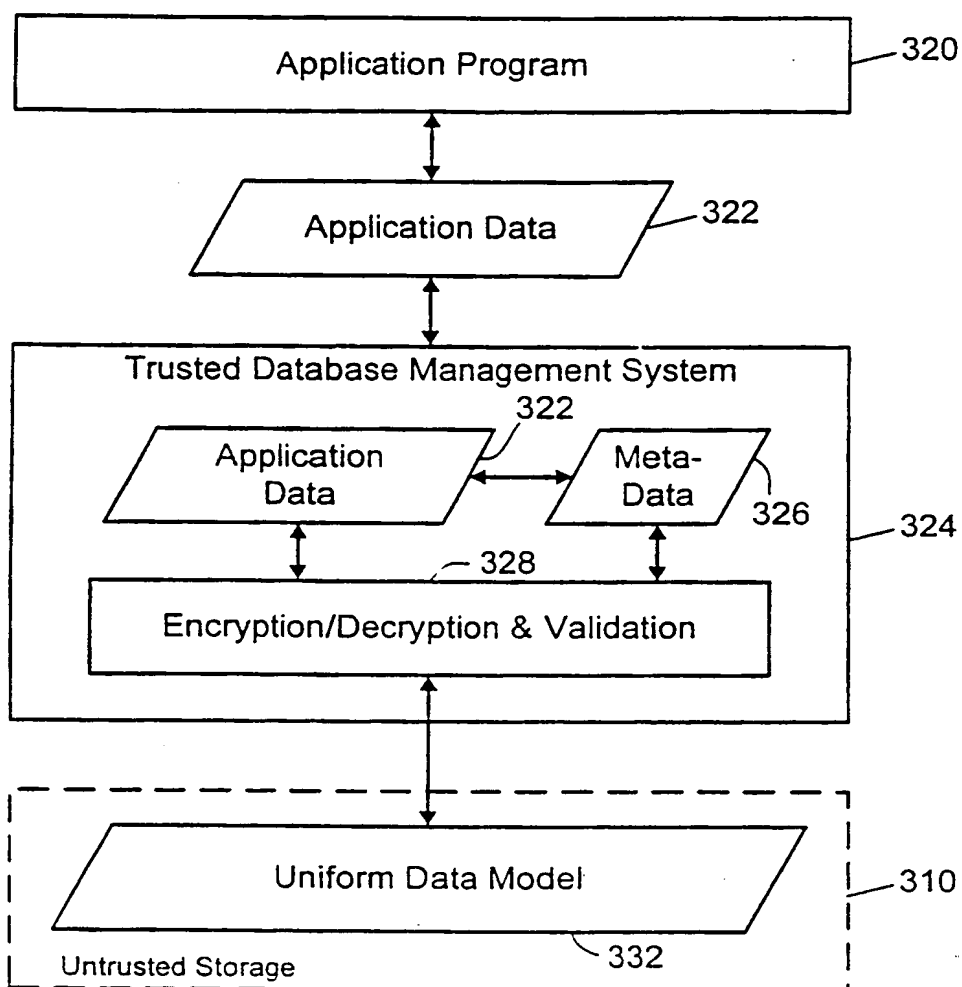 Application Program
320
Application Data
322
Trusted Database Management System
322
Application
Data
Meta-
Data
326
324
328
Encryption/Decryption & Validation
Uniform Data Model
310
332
Untrusted Storage